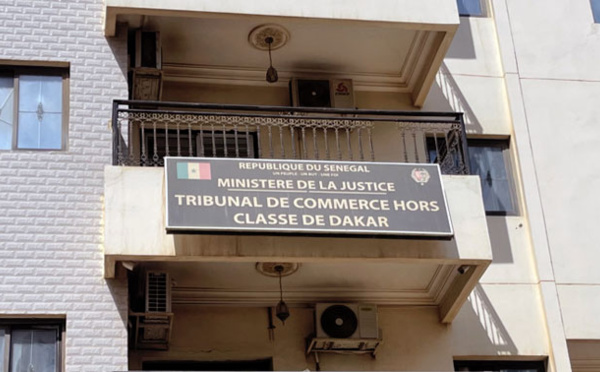 REPUBLIQUE DU SENEGAL
UN PEUPLE - UN BUT - UNE FOI
MINISTERE DE LA JUSTICE
TRIBUNAL DE COMMERCE HORS
CLASSE DE DAKAR